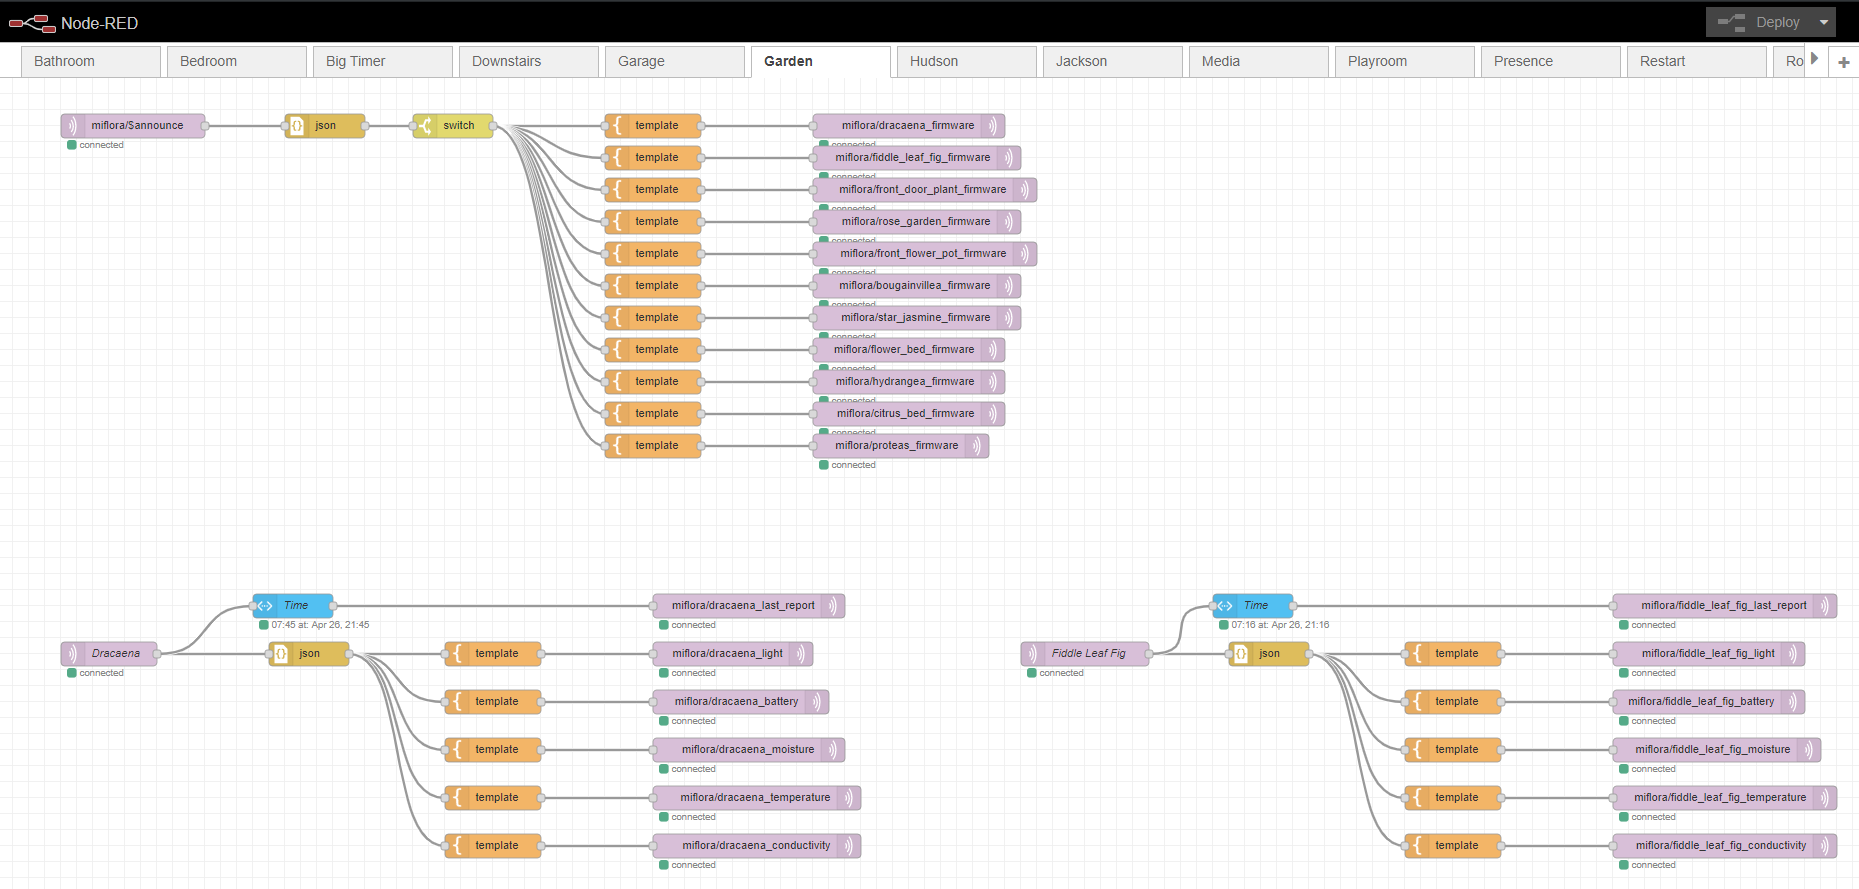 Node-RED
Deploy
Bathroom Bedroom Big Timer Downstairs Garage Garden Hudson Jackson Media Playroom Presence Restart Ro
miflora/$announce json switch template miflora/dracaena_firmware
connected connected
template miflora/fiddle_leaf_fig_firmware
connected
template miflora/front_door_plant_firmware
connected
template miflora/rose_garden_firmware
connected
template miflora/front_flower_pot_firmware
connected
template miflora/bougainvillea_firmware
connected
template miflora/star_jasmine_firmware
connected
template miflora/flower_bed_firmware
connected
template miflora/hydrangea_firmware
connected
template miflora/citrus_bed_firmware
connected
template miflora/proteas_firmware
connected
Time miflora/dracaena_last_report Time miflora/fiddle_leaf_fig_last_report
07:45 at: Apr 26, 21:45 connected 07:16 at: Apr 26, 21:16 connected
Dracaena json template miflora/dracaena_light Fiddle Leaf Fig json template miflora/fiddle_leaf_fig_light
connected connected connected connected
template miflora/dracaena_battery template miflora/fiddle_leaf_fig_battery
connected connected
template miflora/dracaena_moisture template miflora/fiddle_leaf_fig_moisture
connected connected
template miflora/dracaena_temperature template miflora/fiddle_leaf_fig_temperature
connected connected
template miflora/dracaena_conductivity template miflora/fiddle_leaf_fig_conductivity
connected connected